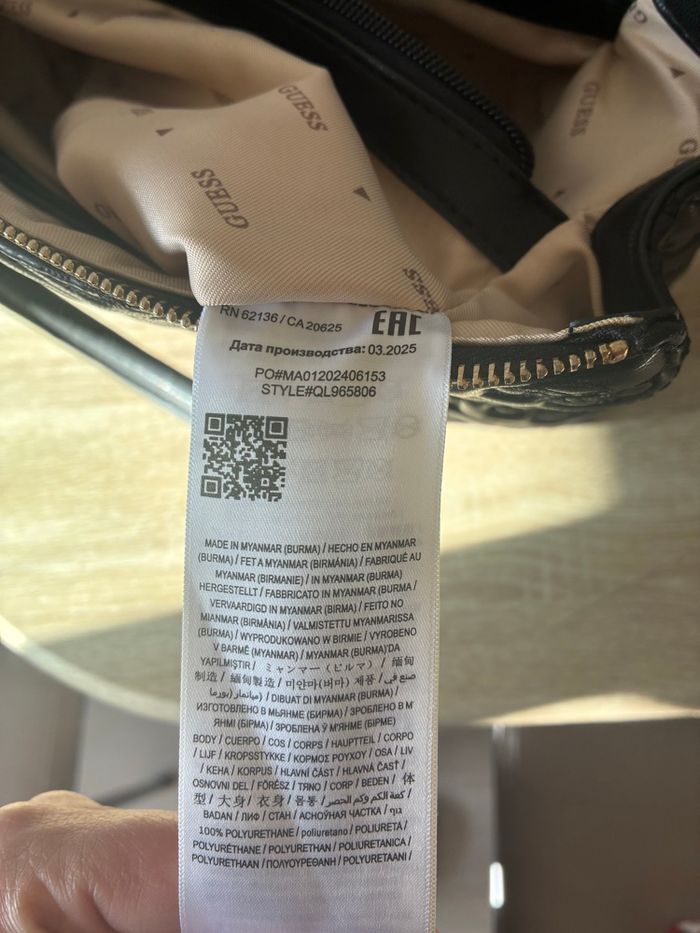 GUESS
GUESS
GUESS
GUESS
RN 62136 / CA 20625
EAC
Дата производства: 03.2025
PO#MA01202406153
STYLE#QL965806
MADE IN MYANMAR (BURMA) / HECHO EN MYANMAR
(BURMA) / FET A MYANMAR (BIRMÁNIA) / FABRIQUÉ AU
MYANMAR (BIRMANIE) / IN MYANMAR (BURMA)
HERGESTELLT / FABBRICATO IN MYANMAR (BURMA /
VERVAARDIGD IN MYANMAR (BIRMA) / FEITO NO
MIANMAR (BIRMÂNIA) / VALMISTETTU MYANMARISSA
(BURMA) / WYPRODUKOWANO W BIRMIE / VYROBENO
V BARMĚ (MYANMAR) / MYANMAR (BURMA)'DA
YAPILMIŞTIR / ミャンマー (ビルマ) / 缅甸
制造 / 緬甸製造 / 미얀마(버마) 제품 / صنع في
(ميانمار(بورما / DIBUAT DI MYANMAR (BURMA) /
ИЗГОТОВЛЕНО В МЬЯНМЕ (БИРМА) / ЗРОБЛЕНО В М'
ЯНМІ (БІРМА) / ЗРОБЛЕНА Ў М'ЯНМЕ (БІРМЕ)
BODY / CUERPO / COS / CORPS / HAUPTTEIL / CORPO
/ LIJF / KROPSSTYKKE / ΚΟΡΜΟΣ ΡΟΥΧΟΥ / OSA / LIV
/ KEHA / KORPUS / HLAVNÍ ČÁST / HLAVNÁ ČASŤ /
OSNOVNI DEL / FŐRÉSZ / ТЯЛО / CORP / BEDEN / 体
型 / 大身 / 衣身 / 몸통 / كفة الكم وكم الخصر /
BADAN / ЛИФ / СТАН / АСНОЎНАЯ ЧАСТКА / גוף
100% POLYURETHANE / poliuretano / POLIURETA /
POLYURÉTHANE / POLYURETHAN / POLIURETANICA /
POLYURETHAAN / ΠΟΛΥΟΥΡΕΘΑΝΗ / POLYURETAANI /